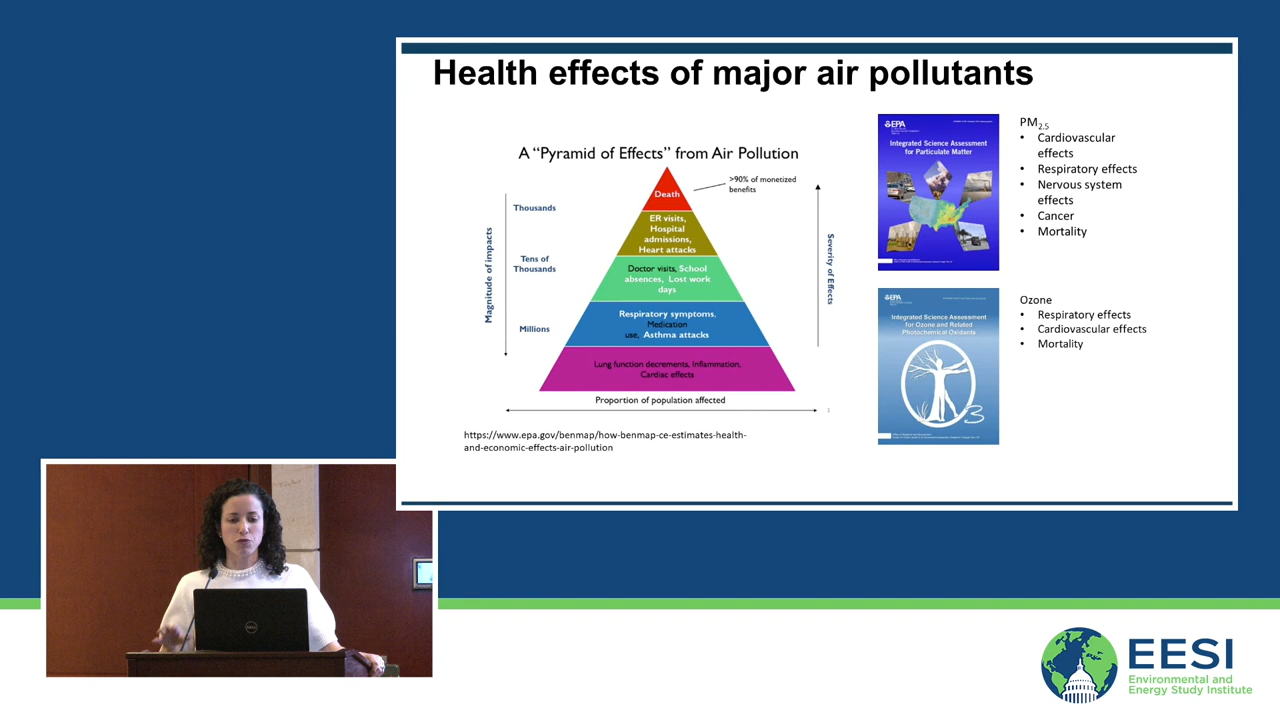 Health effects of major air pollutants
A “Pyramid of Effects” from Air Pollution
>90% of monetized
benefits
Death
Thousands
ER visits,
Hospital
admissions,
Heart attacks
Tens of
Thousands
Doctor visits, School
absences, Lost work
days
Millions
Respiratory symptoms,
Medication
use, Asthma attacks
Lung function decrements, Inflammation,
Cardiac effects
Magnitude of impacts
Severity of Effects
Proportion of population affected
3
https://www.epa.gov/benmap/how-benmap-ce-estimates-health-
and-economic-effects-air-pollution
EPA
Integrated Science Assessment
for Particulate Matter
PM2.5
• Cardiovascular
effects
• Respiratory effects
• Nervous system
effects
• Cancer
• Mortality
EPA
Integrated Science Assessment
for Ozone and Related
Photochemical Oxidants
3
Ozone
• Respiratory effects
• Cardiovascular effects
• Mortality
DELL
EESI
Environmental and
Energy Study Institute